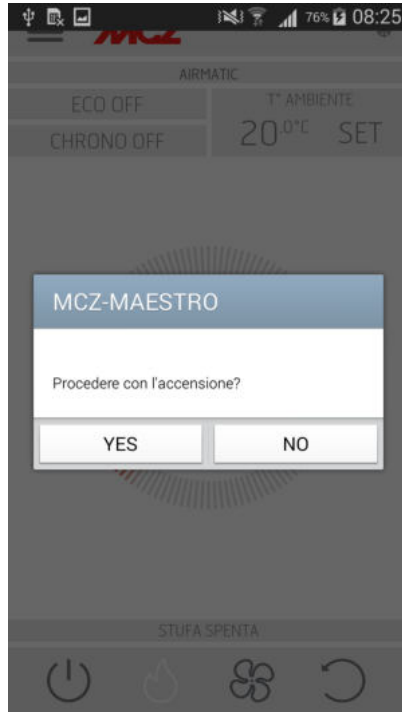 76% 08:25
MCZ
AIRMATIC
ECO OFF
T° AMBIENTE
CHRONO OFF
20.0°C SET
MCZ-MAESTRO
Procedere con l'accensione?
YES NO
STUFA SPENTA